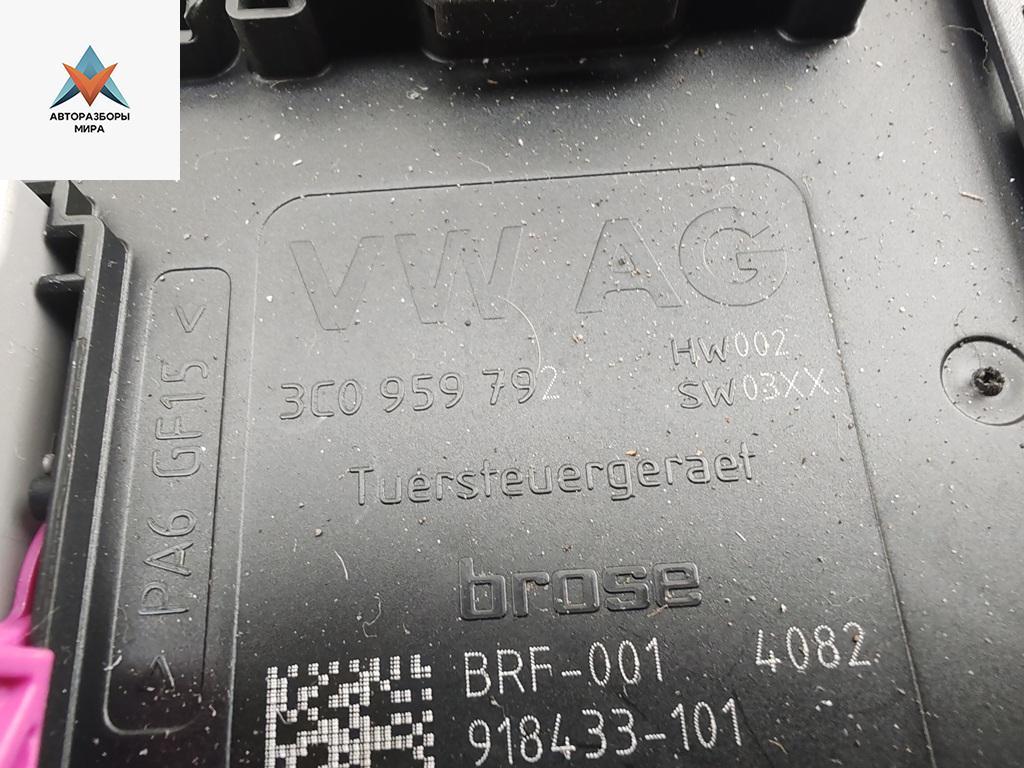 АВТОРАЗБОРЫ
МИРА
VW AG
HW002
3C0 959 792
SW03XX
Tuersteuergeraet
>PA6 GF15<
brose
BRF-001 4082
918433-101